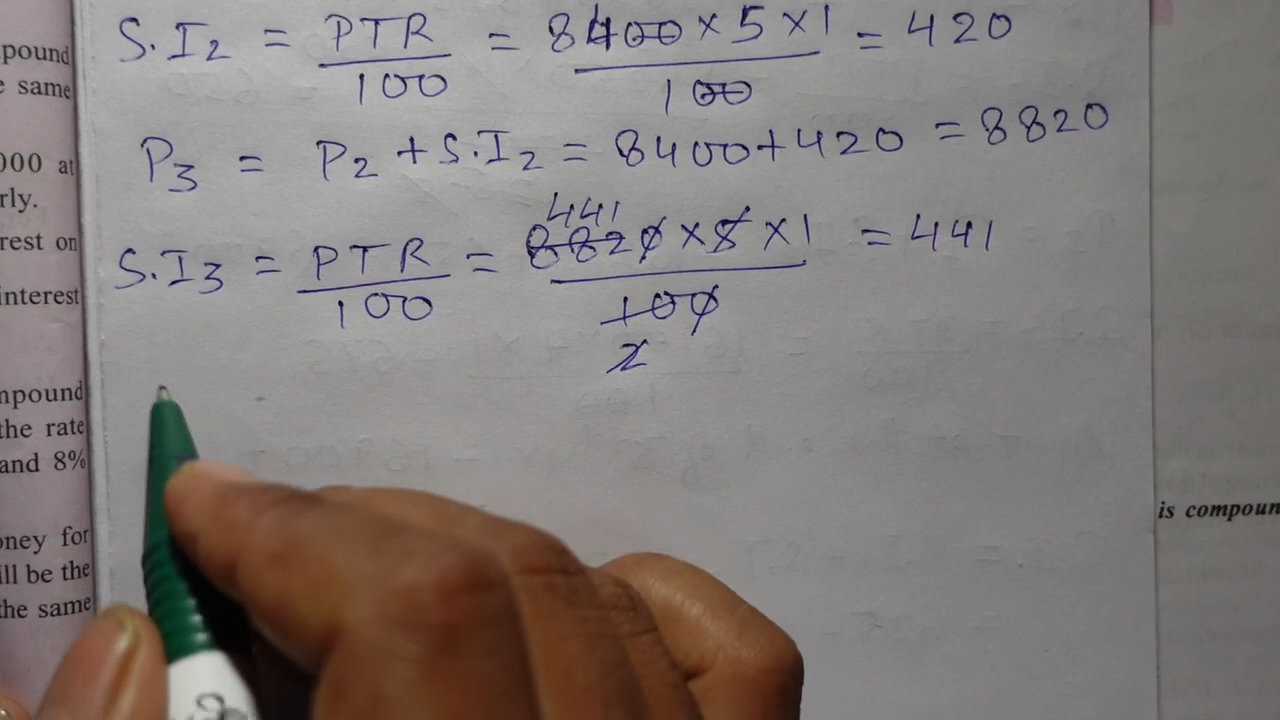 S.I2 = PTR/100 = 8400 × 5 × 1/100 = 420
P3 = P2 + S.I2 = 8400 + 420 = 8820
441
S.I3 = PTR/100 = 8820 × 5 × 1/100 = 441
2
pound
same
000 at
rly.
rest on
interest
mpound
the rate
and 8%
oney for
ill be the
the same
is compoun